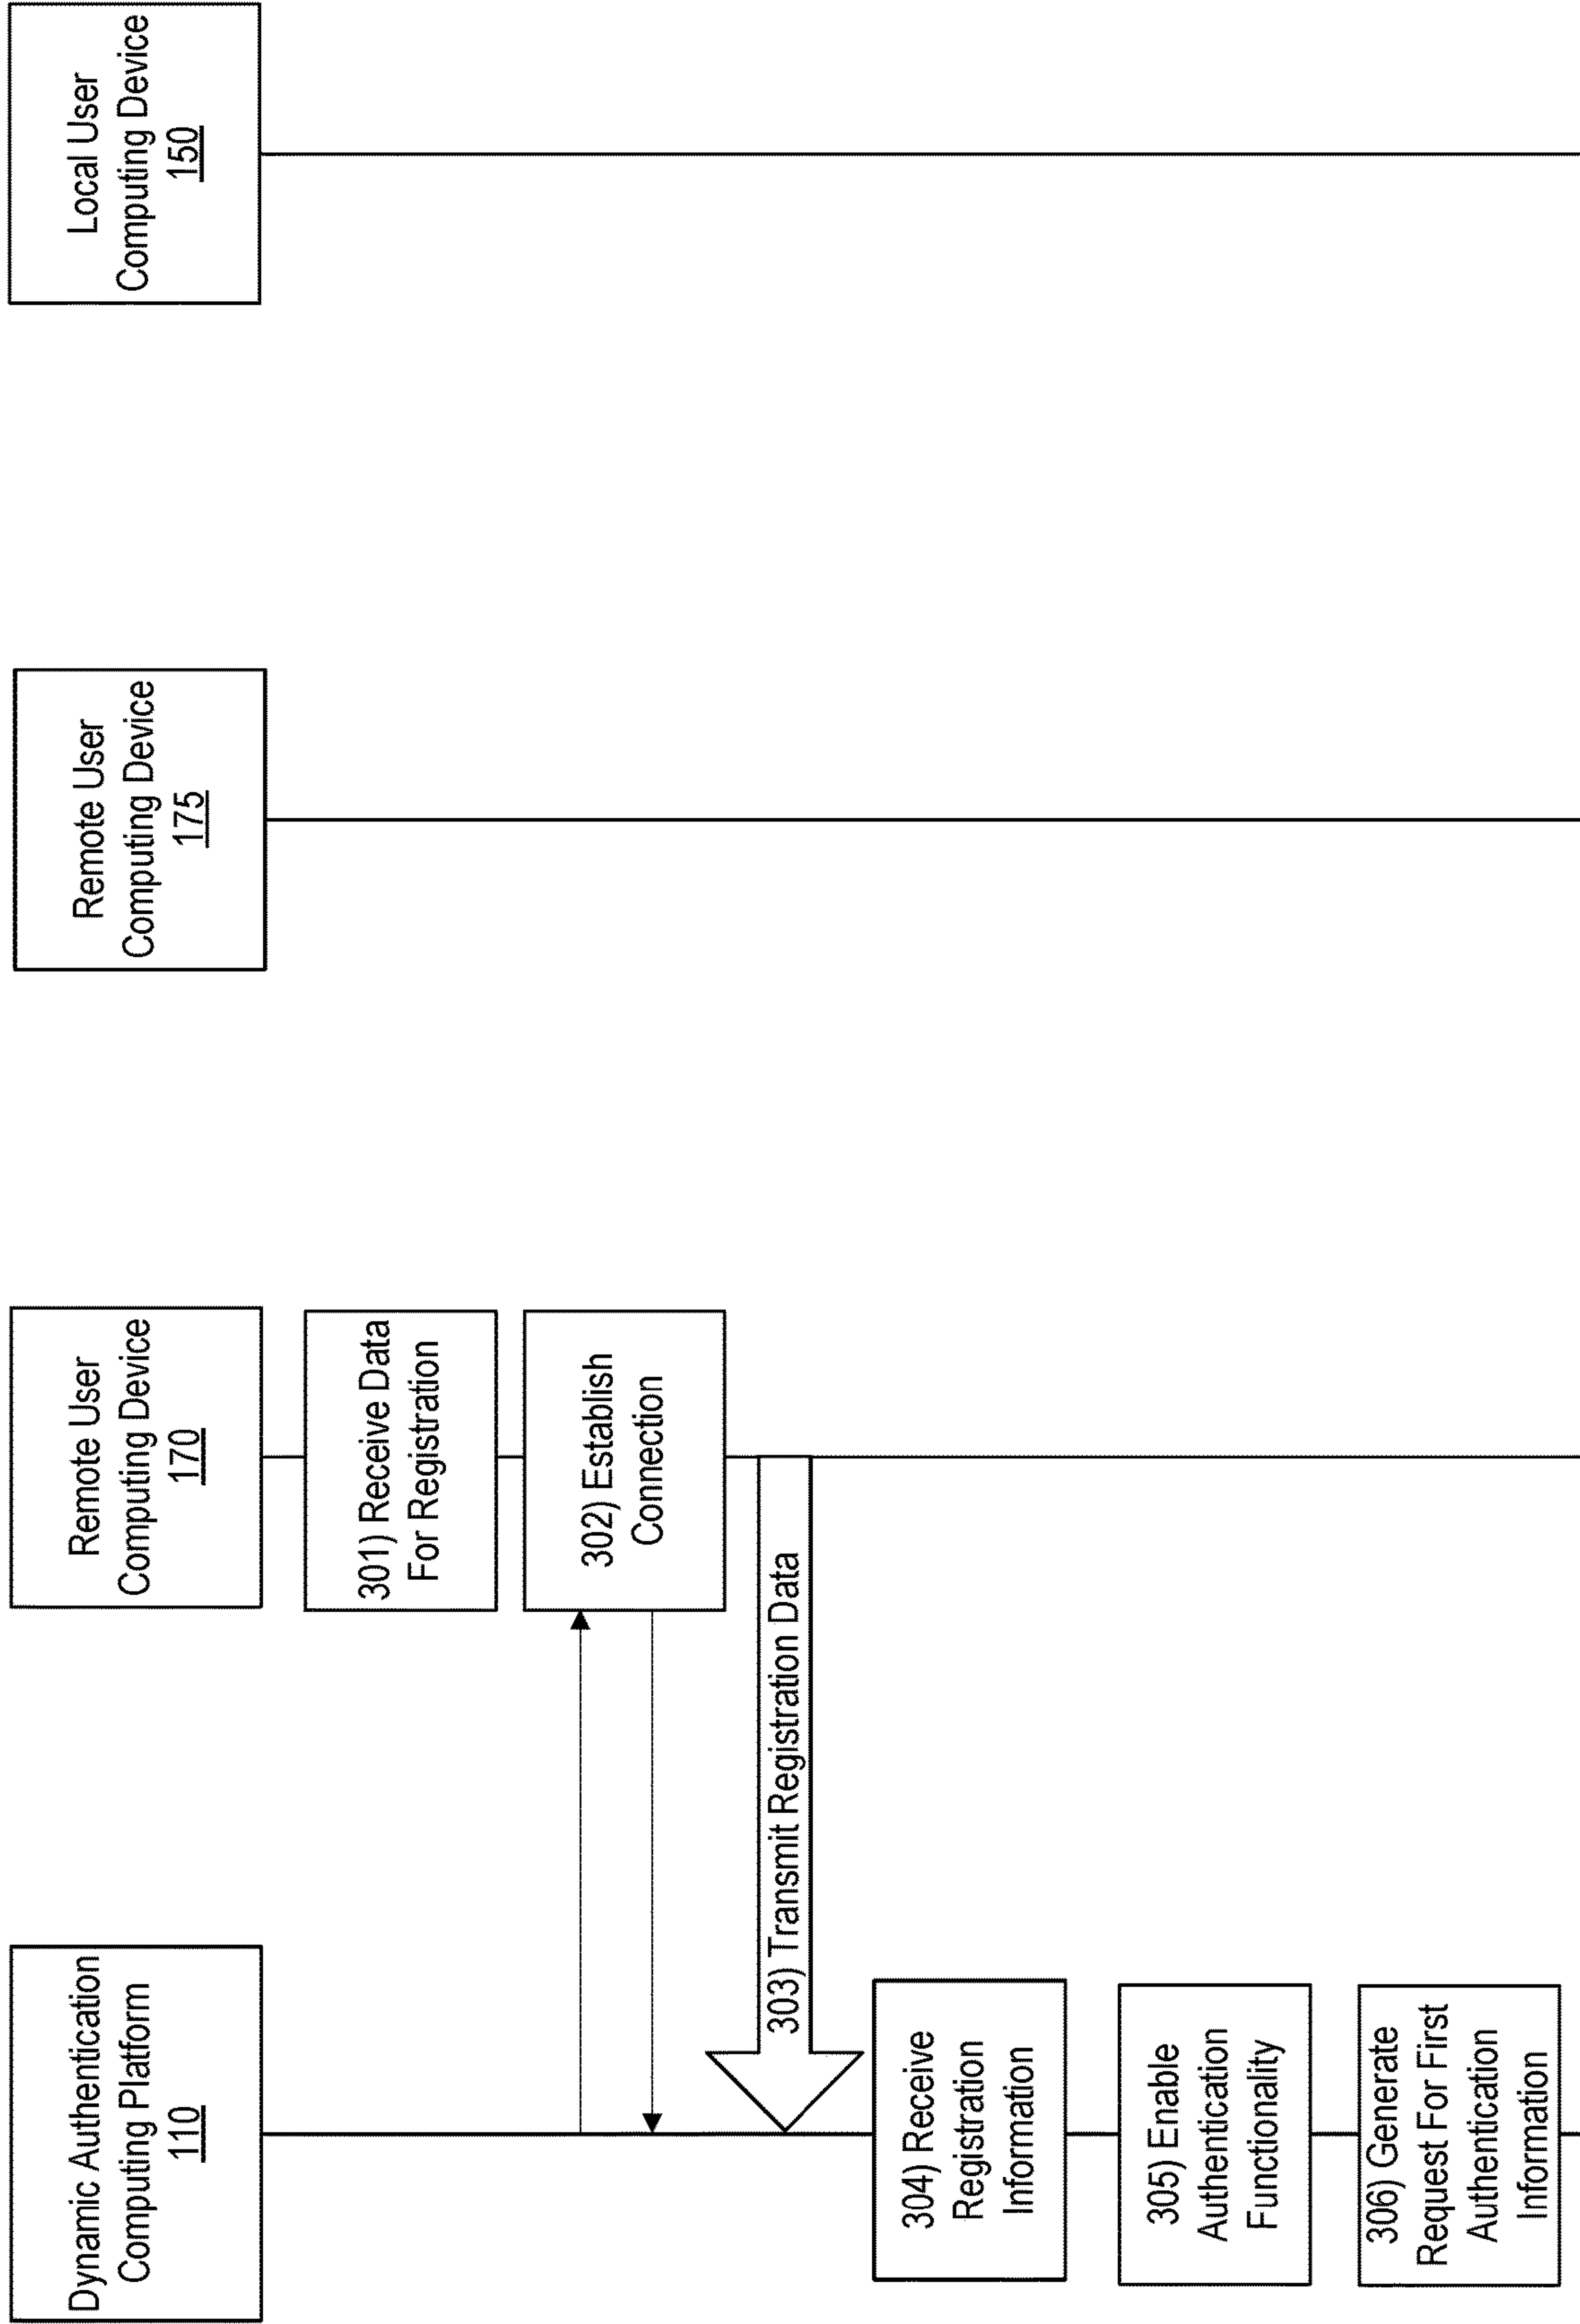 Dynamic Authentication
Computing Platform
110
Remote User
Computing Device
170
Remote User
Computing Device
175
Local User
Computing Device
150
301) Receive Data
For Registration
302) Establish
Connection
303) Transmit Registration Data
304) Receive
Registration
Information
305) Enable
Authentication
Functionality
306) Generate
Request For First
Authentication
Information